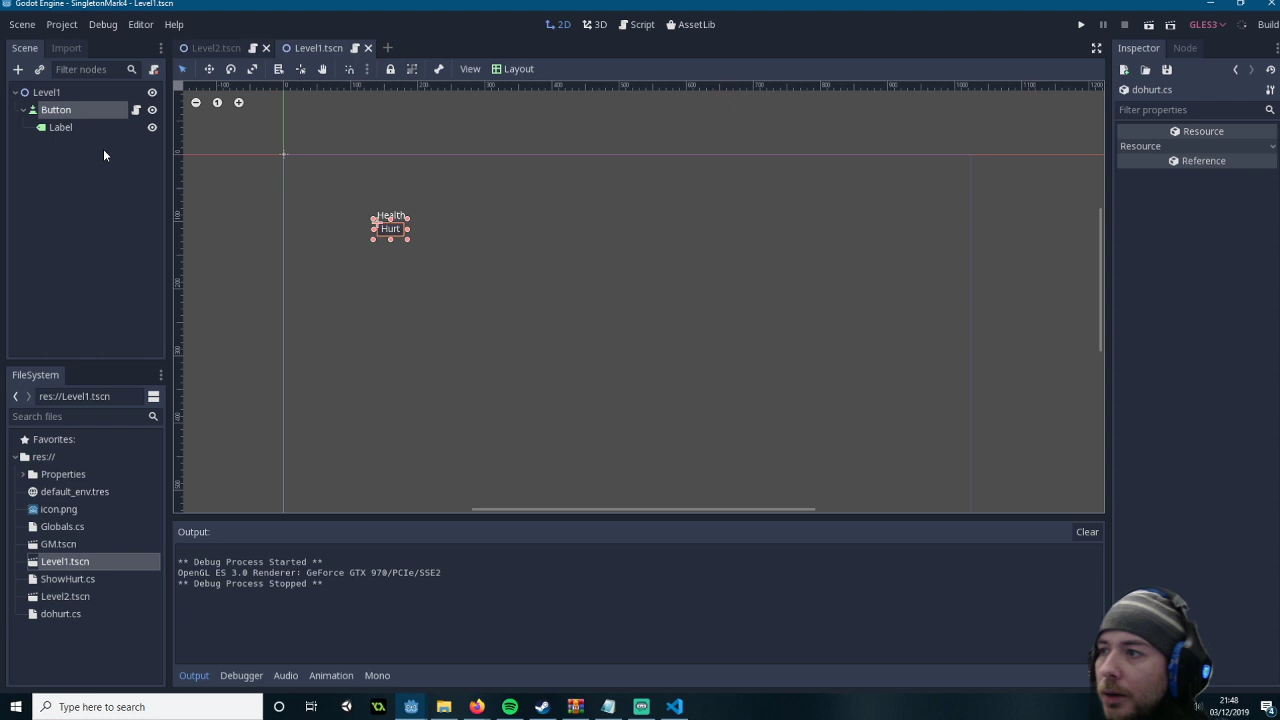 Godot Engine - SingletonMark4 - Level1.tscn
Scene Project Debug Editor Help 2D 3D Script AssetLib GLES3 Build
Scene Import Level2.tscn Level1.tscn Inspector Node
Filter nodes View Layout
Level1 dohurt.cs
Button Filter properties
Label Resource
Resource
Reference
Health
Hurt
FileSystem
res://Level1.tscn
Search files
Favorites:
res://
Properties
default_env.tres
icon.png
Globals.cs
GM.tscn
Level1.tscn
ShowHurt.cs
Level2.tscn
dohurt.cs
Output: Clear
** Debug Process Started **
OpenGL ES 3.0 Renderer: GeForce GTX 970/PCIe/SSE2
** Debug Process Stopped **
Output Debugger Audio Animation Mono
Type here to search
21:48
03/12/2019